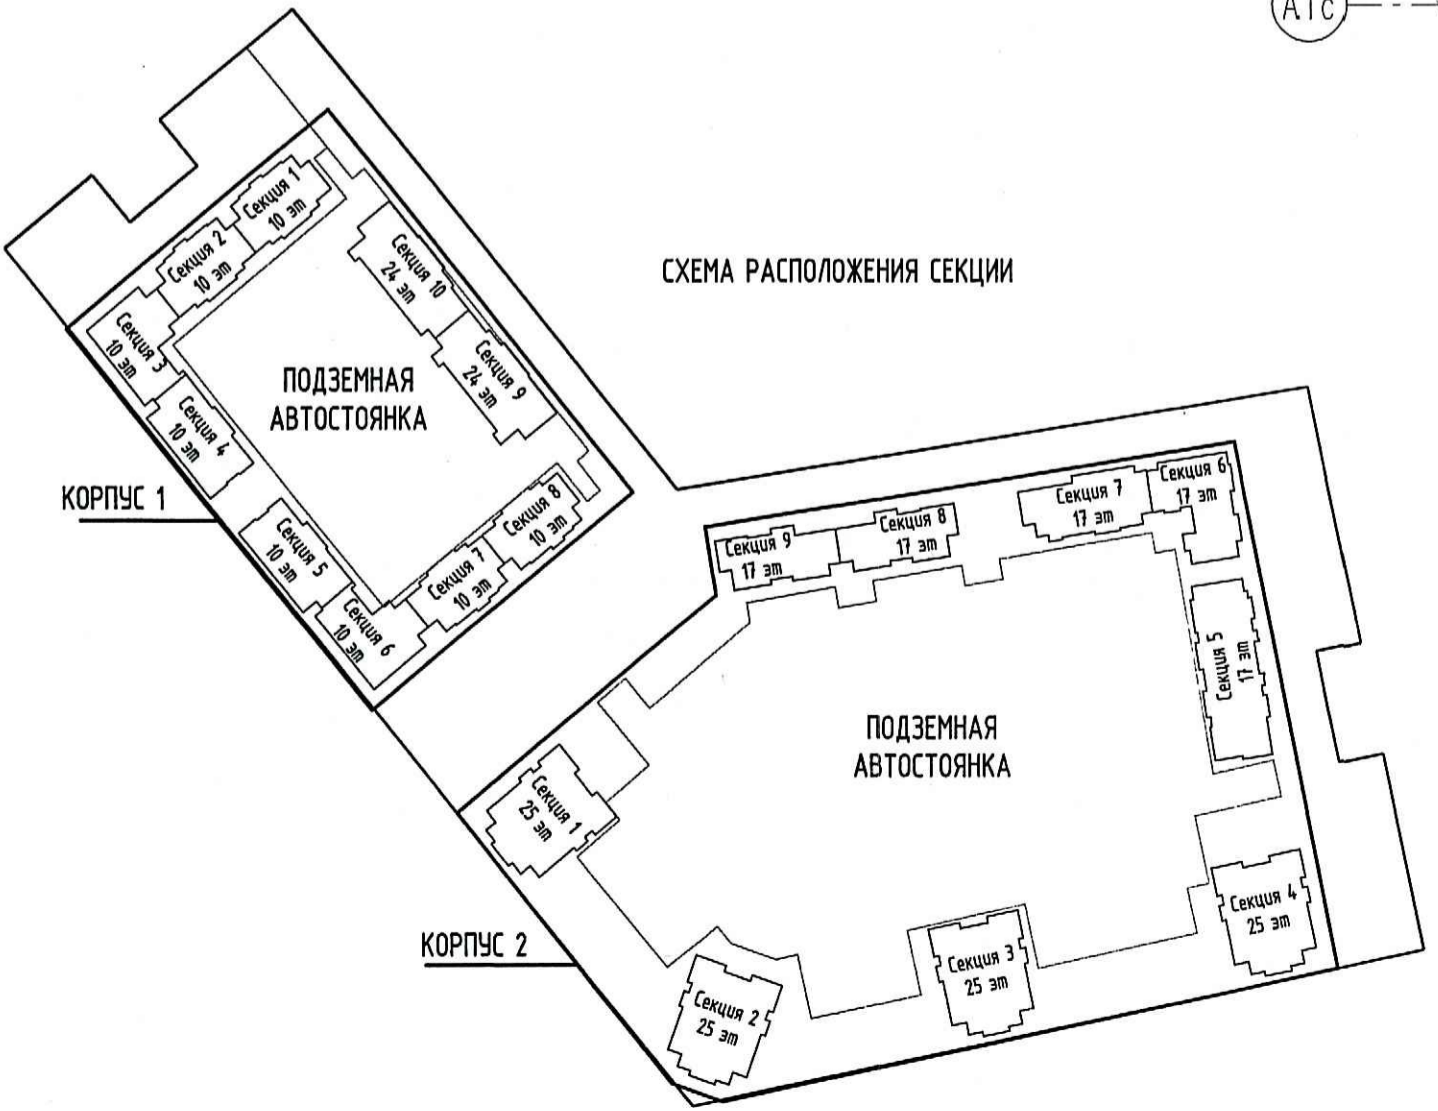 А.1с
СХЕМА РАСПОЛОЖЕНИЯ СЕКЦИИ
Секция 1
10 эт
Секция 2
10 эт
Секция 3
10 эт
Секция 4
10 эт
Секция 5
10 эт
Секция 6
10 эт
Секция 7
10 эт
Секция 8
10 эт
Секция 9
24 эт
Секция 10
24 эт
ПОДЗЕМНАЯ
АВТОСТОЯНКА
КОРПУС 1
Секция 9
17 эт
Секция 8
17 эт
Секция 7
17 эт
Секция 6
17 эт
Секция 5
17 эт
ПОДЗЕМНАЯ
АВТОСТОЯНКА
Секция 1
25 эт
КОРПУС 2
Секция 2
25 эт
Секция 3
25 эт
Секция 4
25 эт